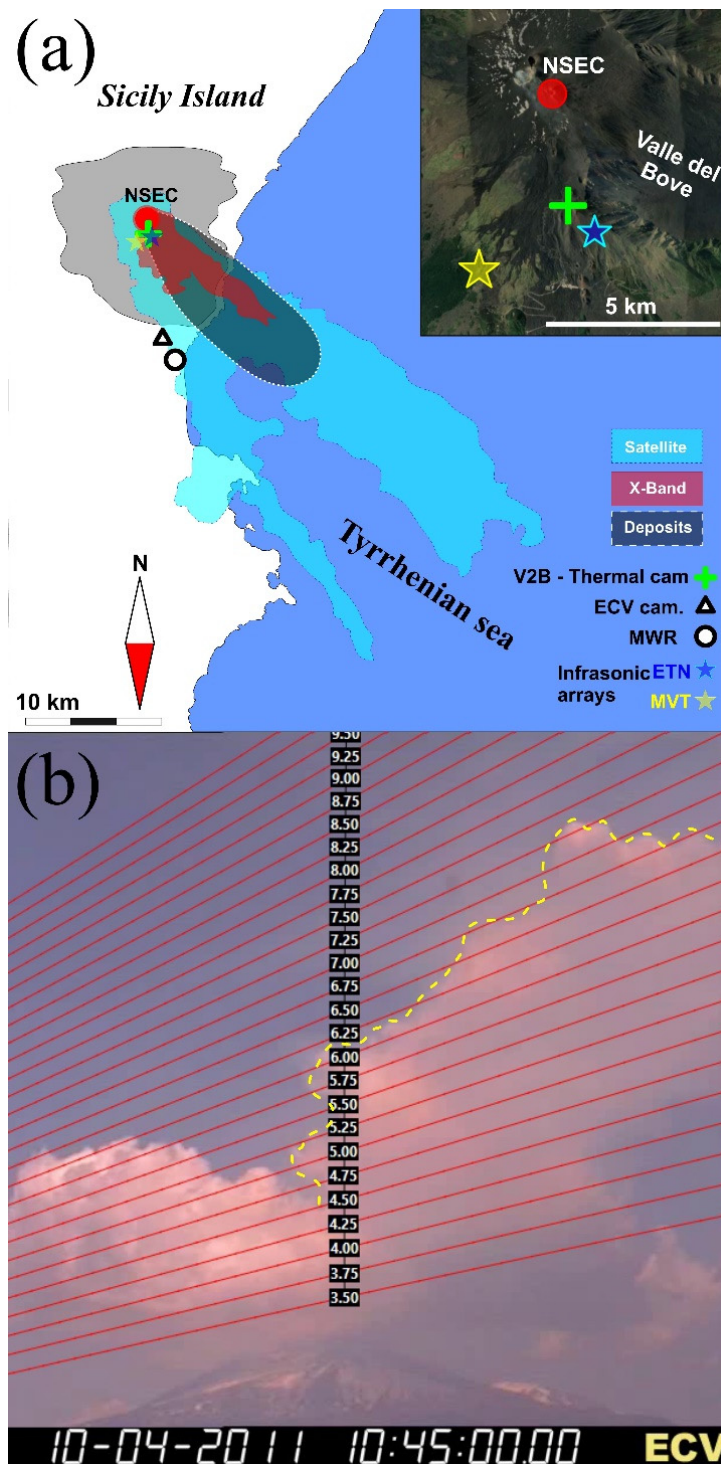 (a)
Sicily Island
NSEC
NSEC
Valle del
Bove
5 km
Satellite
X-Band
Deposits
Tyrrhenian sea
V2B - Thermal cam
ECV cam.
MWR
Infrasonic ETN
arrays MVT
N
10 km
(b)
9.50
9.25
9.00
8.75
8.50
8.25
8.00
7.75
7.50
7.25
7.00
6.75
6.50
6.25
6.00
5.75
5.50
5.25
5.00
4.75
4.50
4.25
4.00
3.75
3.50
10-04-2011 10:45:00.00 ECV